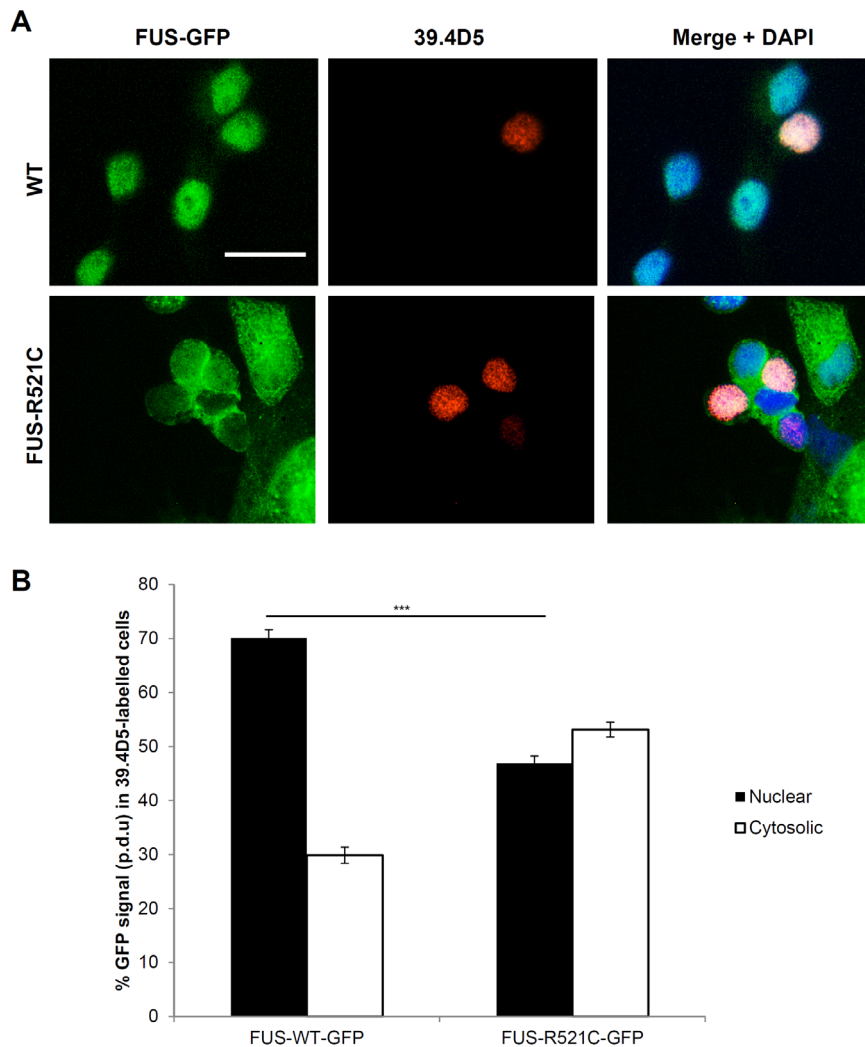 A
FUS-GFP 39.4D5 Merge + DAPI
WT
FUS-R521C
B
% GFP signal (p.d.u) in 39.4D5-labelled cells
80
70
60
50
40
30
20
10
0
***
Nuclear
Cytosolic
FUS-WT-GFP FUS-R521C-GFP